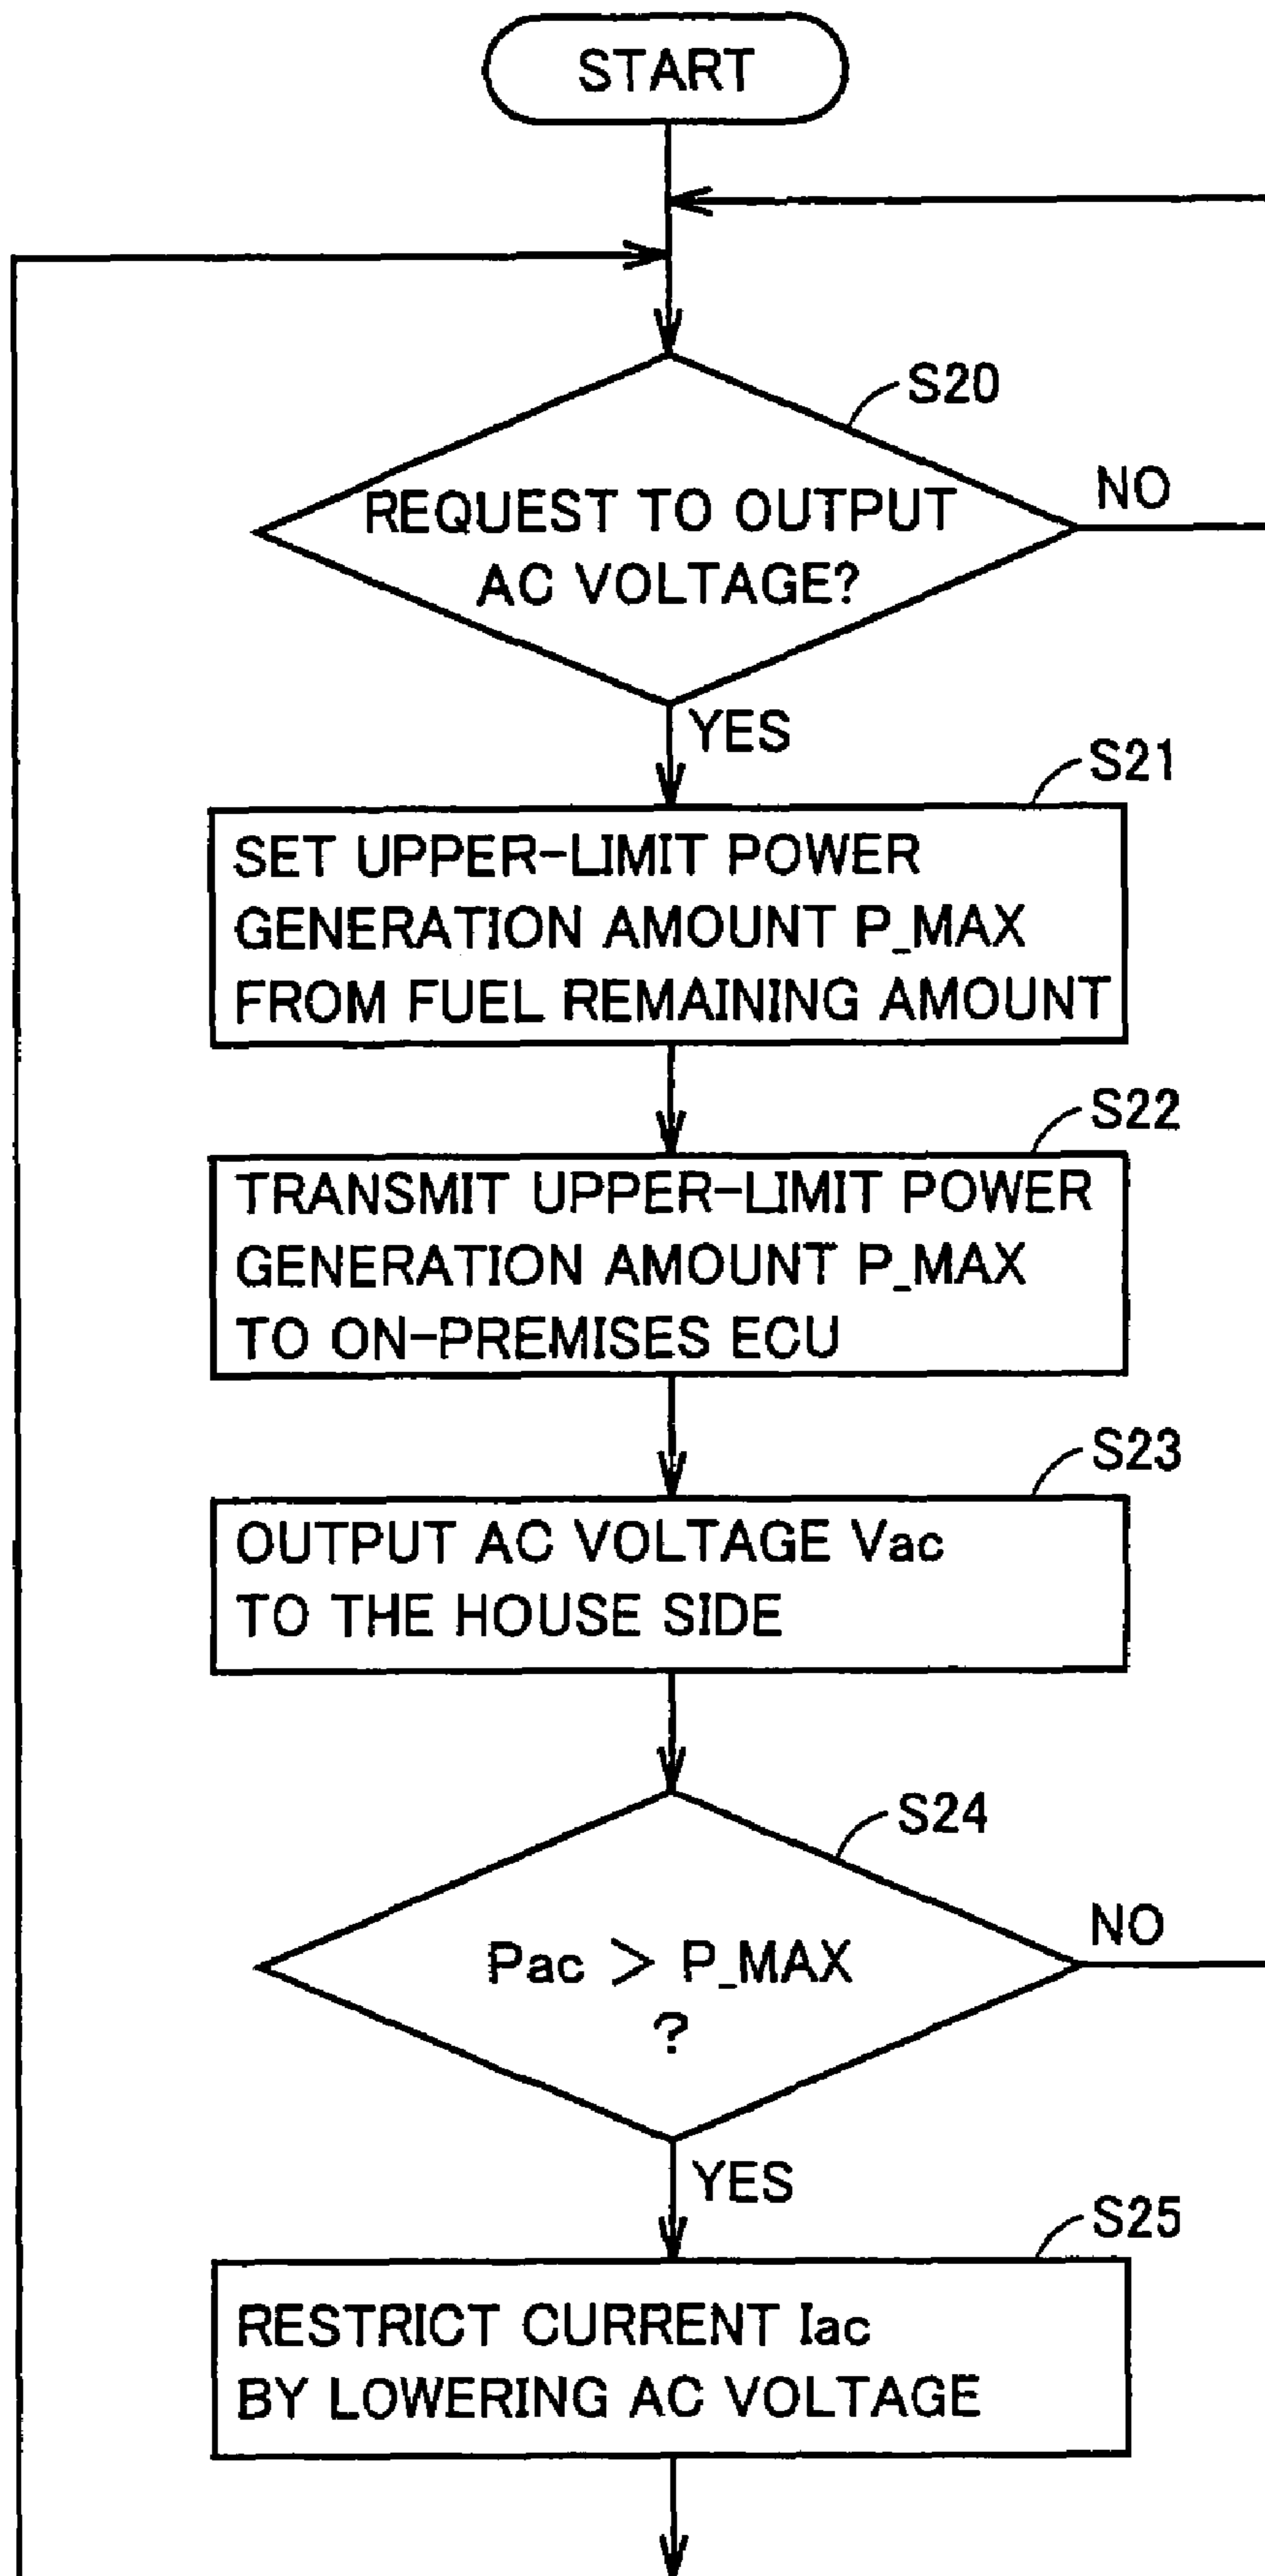 START
S20
REQUEST TO OUTPUT
AC VOLTAGE?
NO
YES
S21
SET UPPER-LIMIT POWER
GENERATION AMOUNT P_MAX
FROM FUEL REMAINING AMOUNT
S22
TRANSMIT UPPER-LIMIT POWER
GENERATION AMOUNT P_MAX
TO ON-PREMISES ECU
S23
OUTPUT AC VOLTAGE Vac
TO THE HOUSE SIDE
S24
Pac > P_MAX
?
NO
YES
S25
RESTRICT CURRENT Iac
BY LOWERING AC VOLTAGE